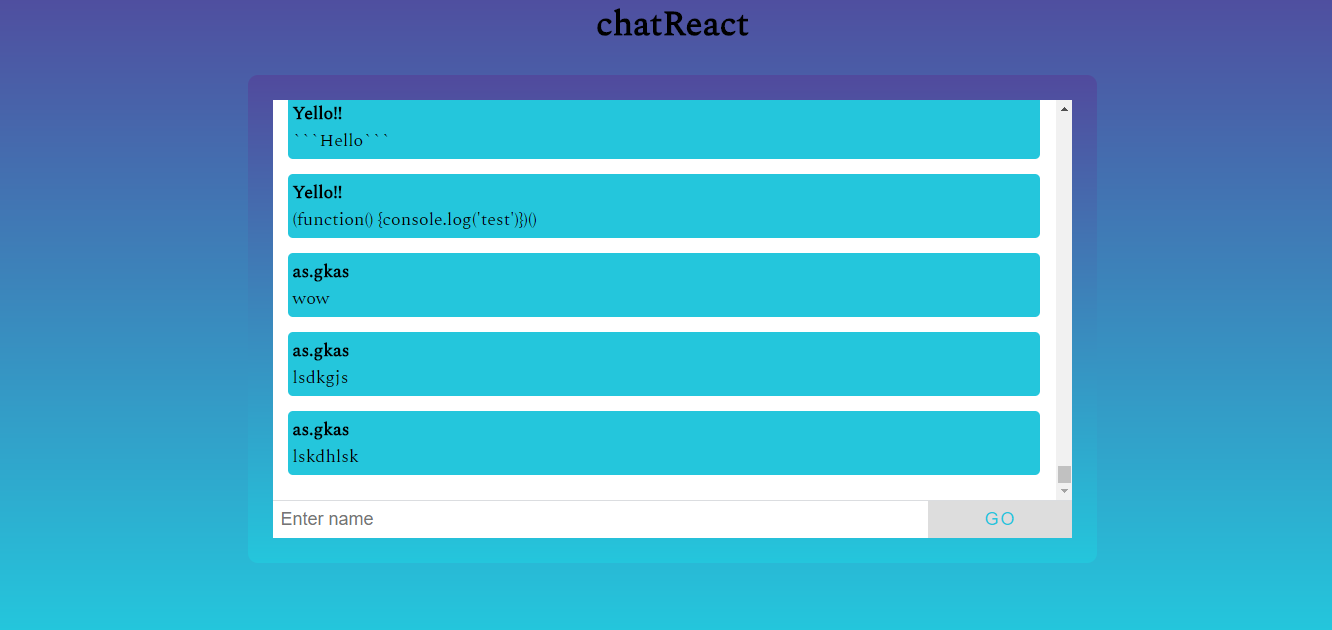 chatReact
Yello!!
```Hello```
Yello!!
(function() {console.log('test')})()
as.gkas
wow
as.gkas
lsdkgjs
as.gkas
lskdhlsk
Enter name
GO